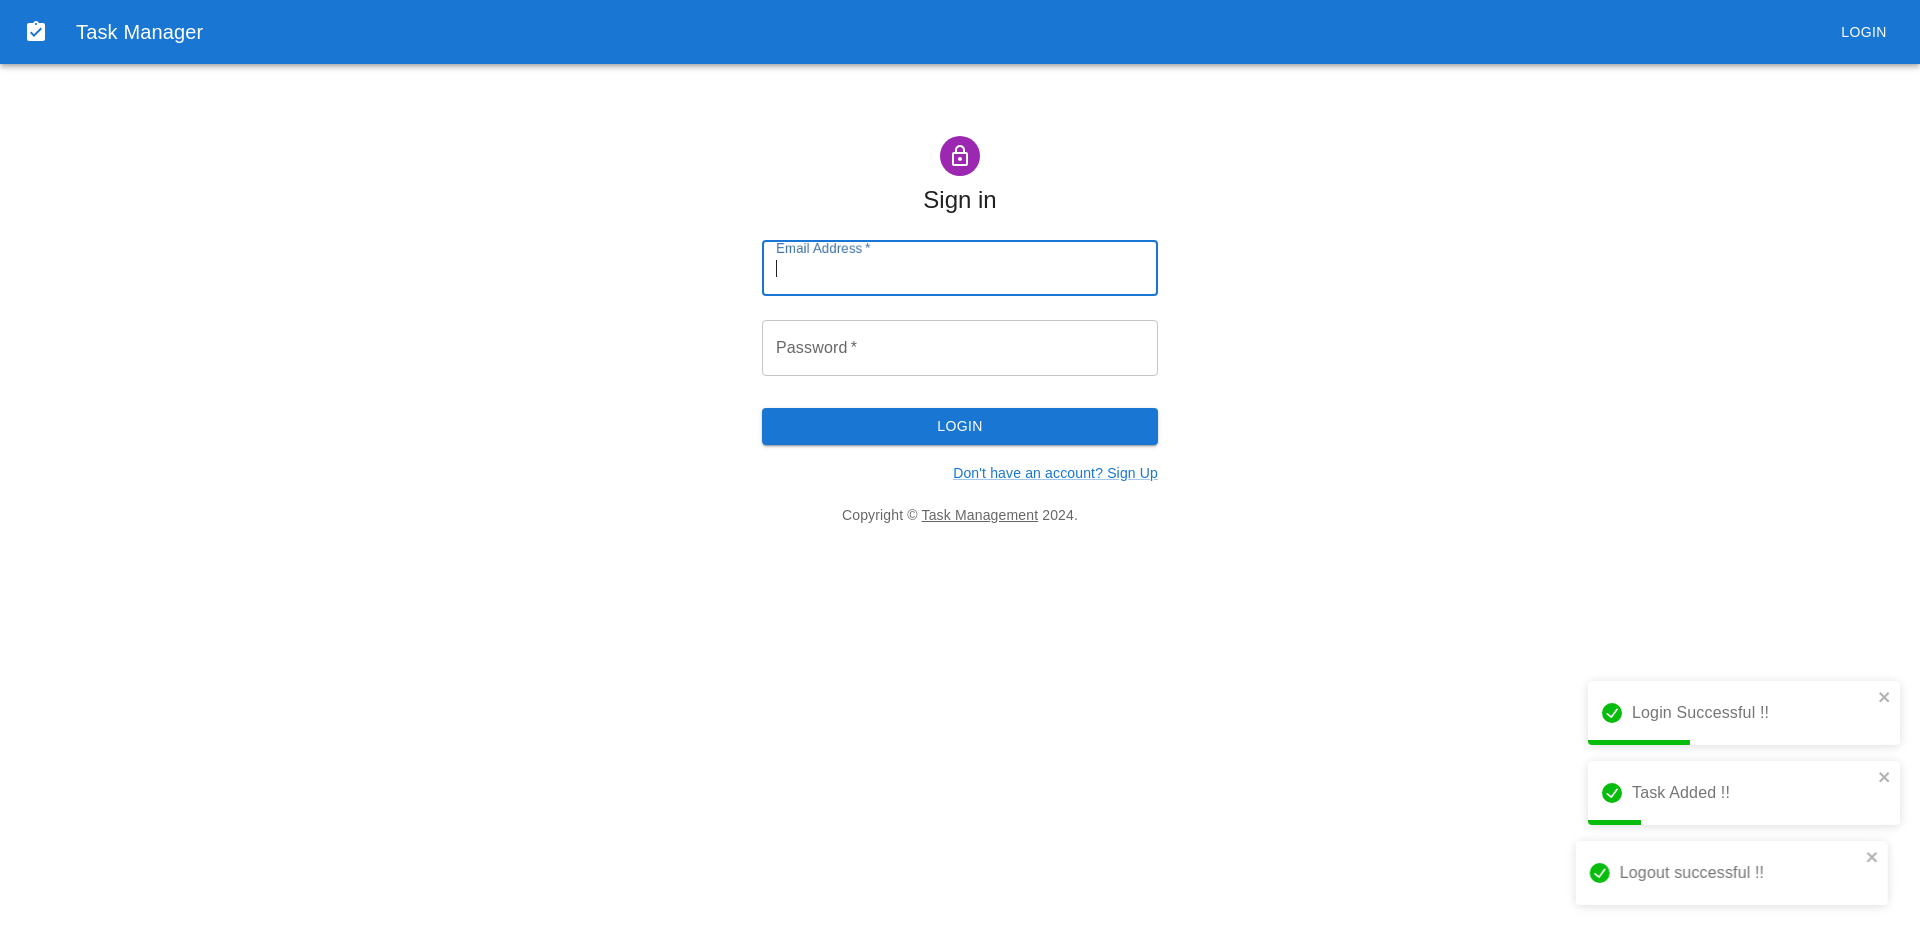 Task Manager
LOGIN
Sign in
Email Address *
Password *
LOGIN
Don't have an account? Sign Up
Copyright © Task Management 2024.
Login Successful !!
Task Added !!
Logout successful !!